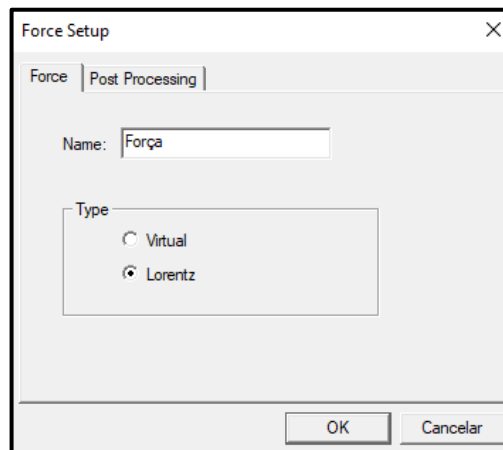 Force Setup
Force Post Processing
Name: Força
Type
Virtual
Lorentz
OK Cancelar